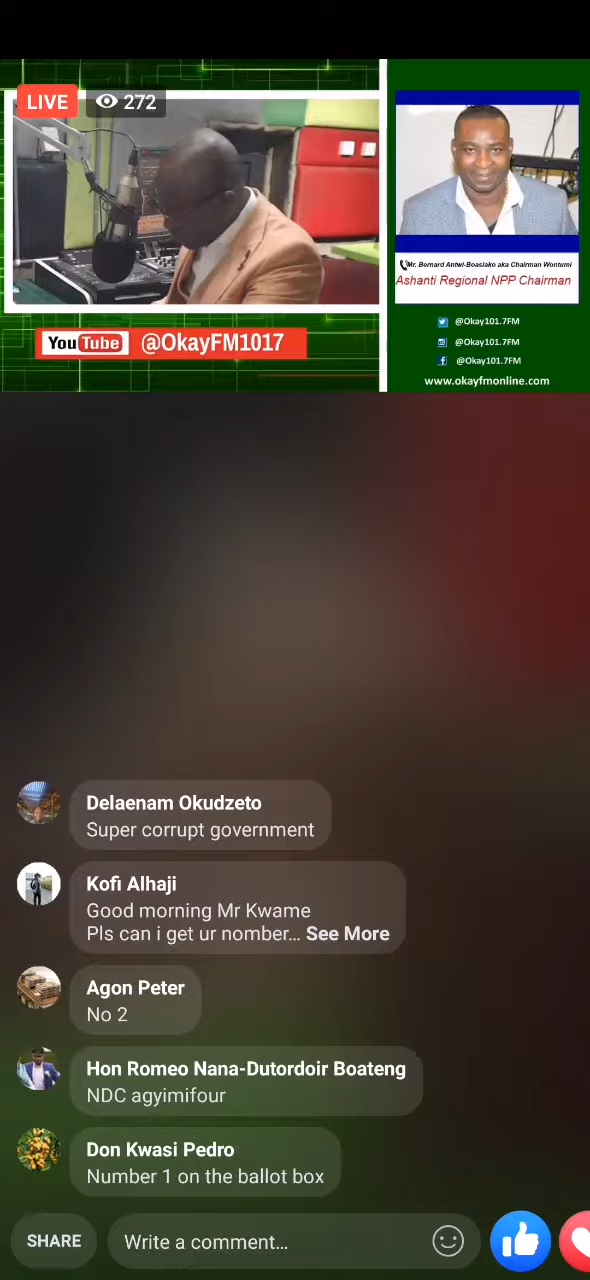 LIVE
272
Mr. Bernard Antwi-Boasiako aka Chairman Wontumi
Ashanti Regional NPP Chairman
YouTube @OkayFM1017
@Okay101.7FM
@Okay101.7FM
@Okay101.7FM
www.okayfmonline.com
Delaenam Okudzeto
Super corrupt government
Kofi Alhaji
Good morning Mr Kwame
Pls can i get ur nomber... See More
Agon Peter
No 2
Hon Romeo Nana-Dutordoir Boateng
NDC agyimifour
Don Kwasi Pedro
Number 1 on the ballot box
SHARE
Write a comment...